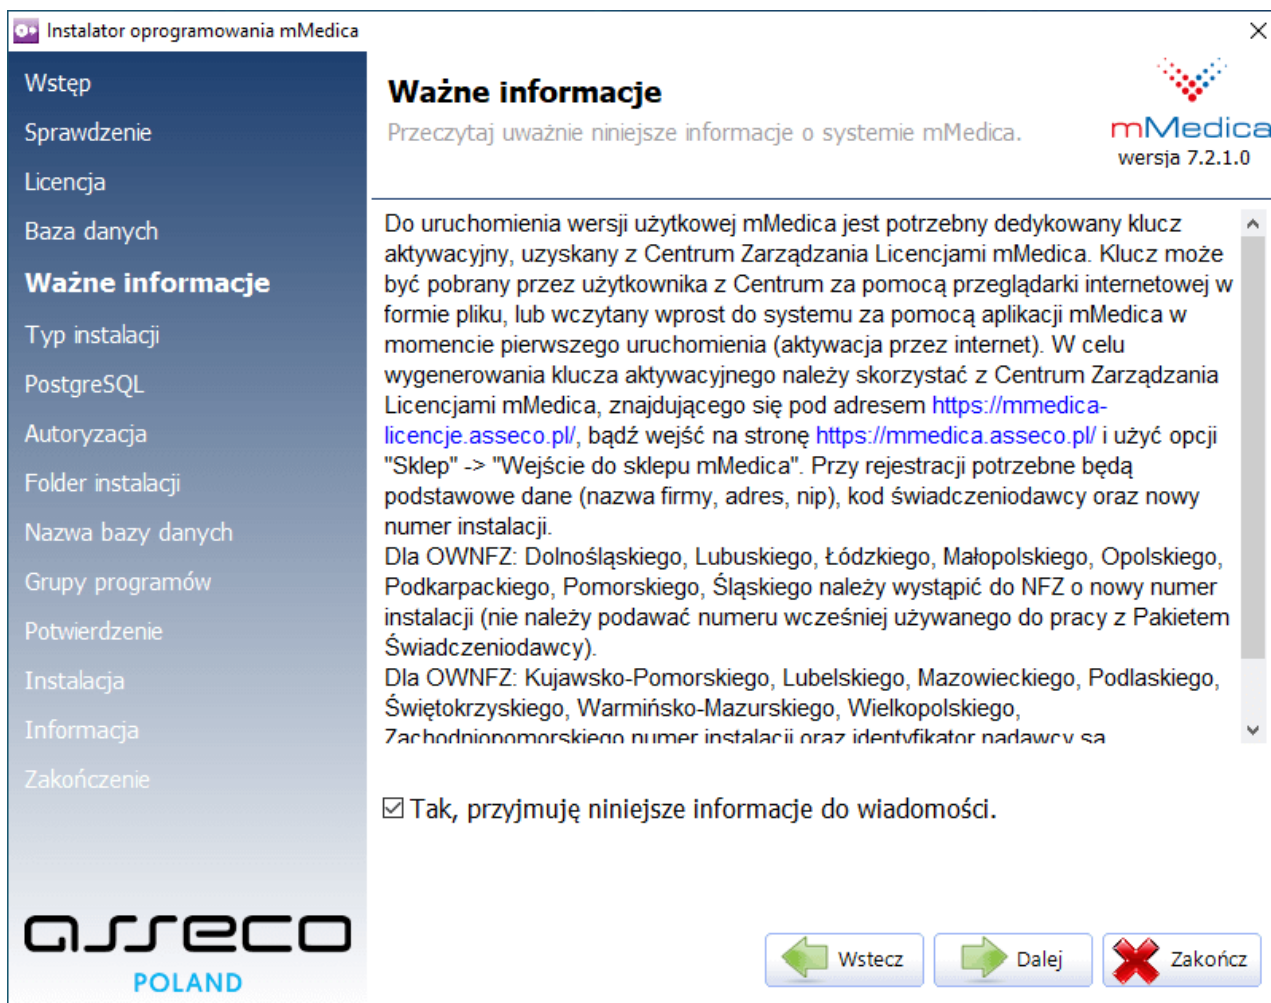 Instalator oprogramowania mMedica
Wstęp
Sprawdzenie
Licencja
Baza danych
Ważne informacje
Typ instalacji
PostgreSQL
Autoryzacja
Folder instalacji
Nazwa bazy danych
Grupy programów
Potwierdzenie
Instalacja
Informacja
Zakończenie
asseco
POLAND
Ważne informacje
Przeczytaj uważnie niniejsze informacje o systemie mMedica.
mMedica
wersja 7.2.1.0
Do uruchomienia wersji użytkowej mMedica jest potrzebny dedykowany klucz
aktywacyjny, uzyskany z Centrum Zarządzania Licencjami mMedica. Klucz może
być pobrany przez użytkownika z Centrum za pomocą przeglądarki internetowej w
formie pliku, lub wczytany wprost do systemu za pomocą aplikacji mMedica w
momencie pierwszego uruchomienia (aktywacja przez internet). W celu
wygenerowania klucza aktywacyjnego należy skorzystać z Centrum Zarządzania
Licencjami mMedica, znajdującego się pod adresem https://mmedica-
licencje.asseco.pl/, bądź wejść na stronę https://mmedica.asseco.pl/ i użyć opcji
"Sklep" -> "Wejście do sklepu mMedica". Przy rejestracji potrzebne będą
podstawowe dane (nazwa firmy, adres, nip), kod świadczeniodawcy oraz nowy
numer instalacji.
Dla OWNFZ: Dolnośląskiego, Lubuskiego, Łódzkiego, Małopolskiego, Opolskiego,
Podkarpackiego, Pomorskiego, Śląskiego należy wystąpić do NFZ o nowy numer
instalacji (nie należy podawać numeru wcześniej używanego do pracy z Pakietem
Świadczeniodawcy).
Dla OWNFZ: Kujawsko-Pomorskiego, Lubelskiego, Mazowieckiego, Podlaskiego,
Świętokrzyskiego, Warmińsko-Mazurskiego, Wielkopolskiego,
Zachodniopomorskiego numer instalacji oraz identyfikator nadawcy są
Tak, przyjmuję niniejsze informacje do wiadomości.
Wstecz
Dalej
Zakończ